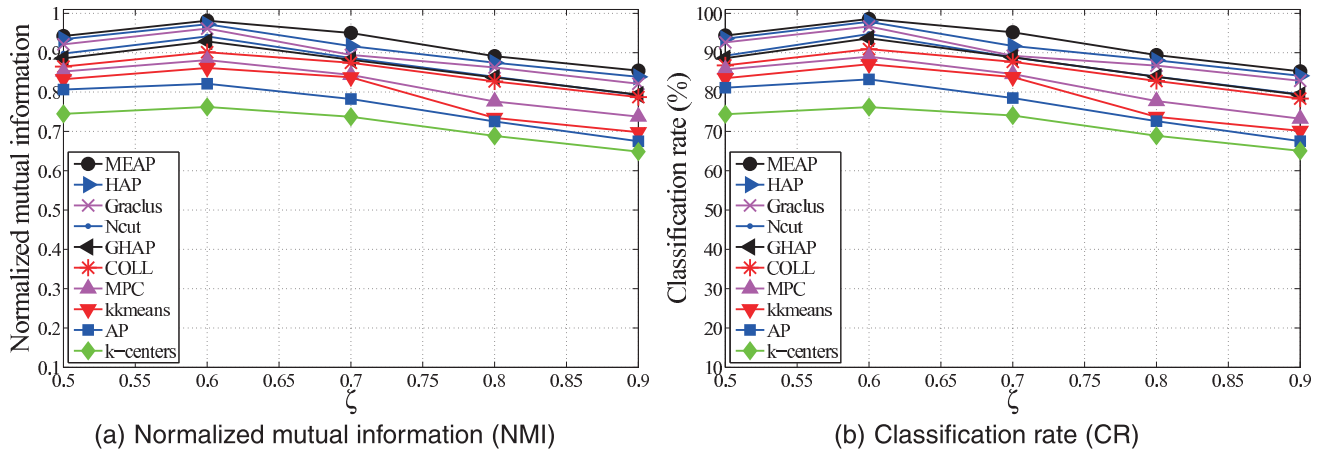 Normalized mutual information
1
0.9
0.8
0.7
0.6
0.5
0.4
0.3
0.2
0.1
MEAP
HAP
Graclus
Ncut
GHAP
COLL
MPC
kkmeans
AP
k−centers
0.5 0.55 0.6 0.65 0.7 0.75 0.8 0.85 0.9
ζ
(a) Normalized mutual information (NMI)
Classification rate (%)
100
90
80
70
60
50
40
30
20
10
MEAP
HAP
Graclus
Ncut
GHAP
COLL
MPC
kkmeans
AP
k−centers
0.5 0.55 0.6 0.65 0.7 0.75 0.8 0.85 0.9
ζ
(b) Classification rate (CR)